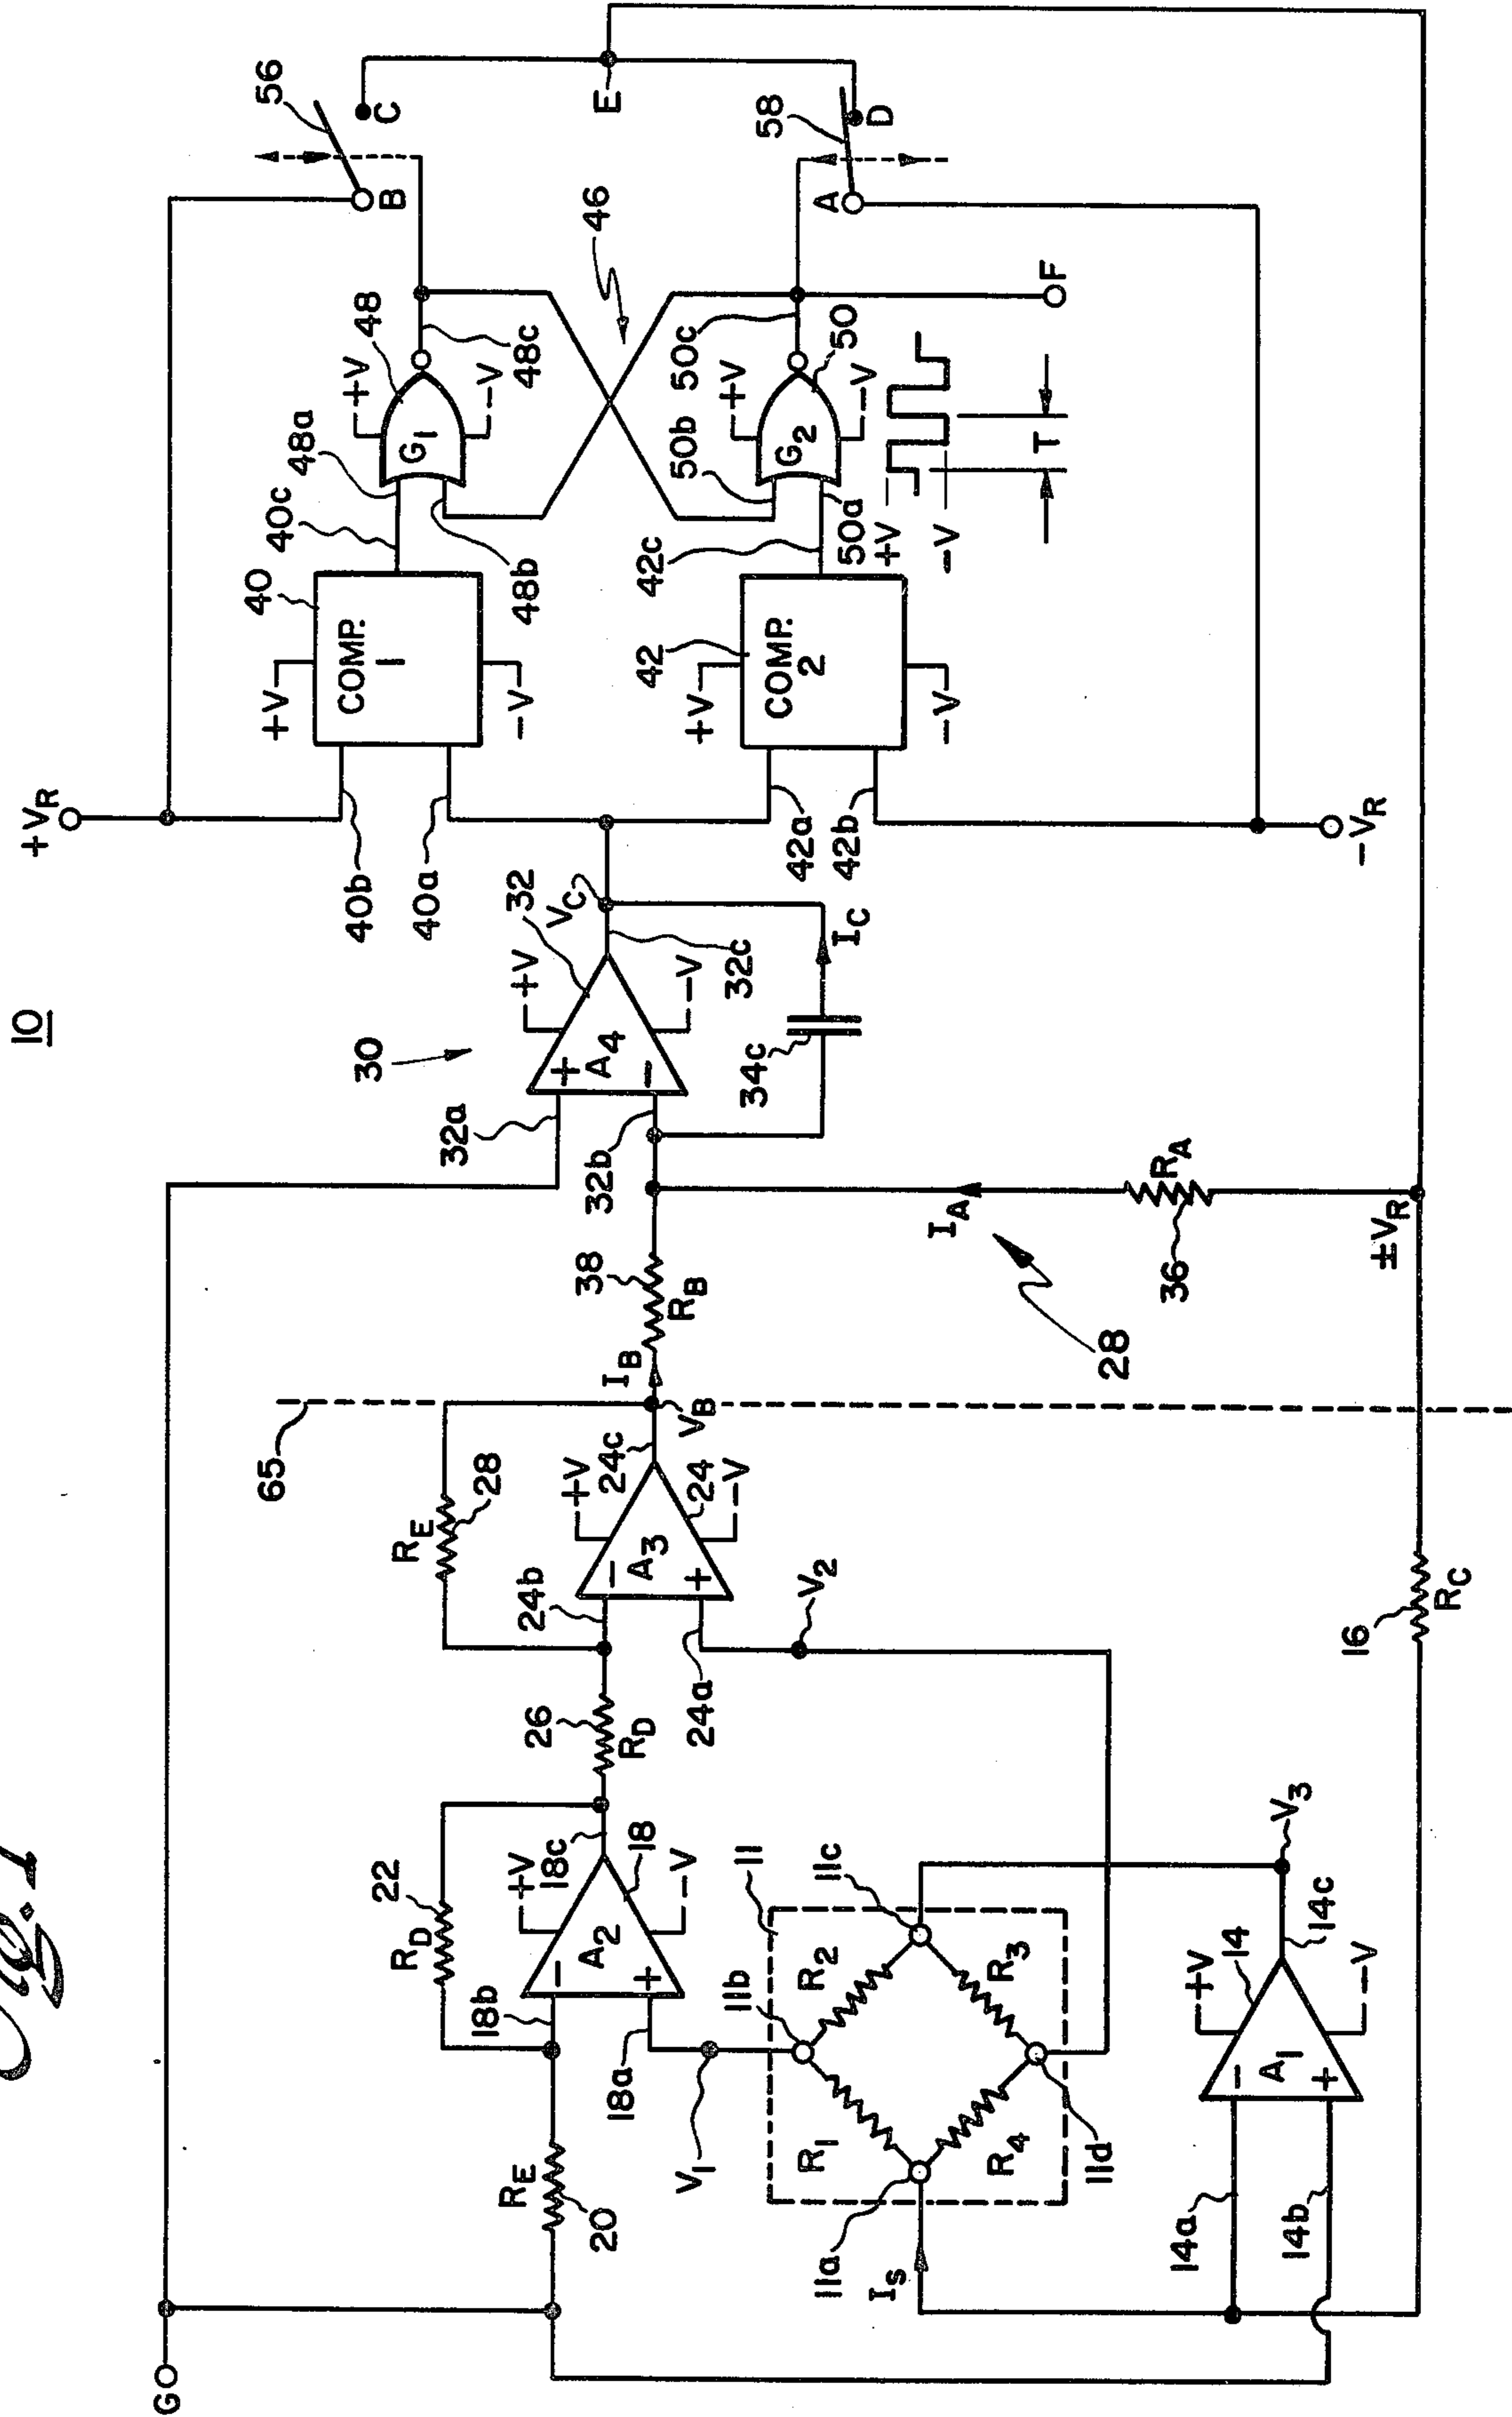 Fig. 1
10
G
+VR
-VR
RE
20
RD
22
18b
18a
+V
18c
18
-V
A2
-
+
V1
RD
26
24b
24a
RE
28
+V
24c
24
-V
A3
-
+
V2
65
IB
VB
38
RB
32a
32b
30
+V
32
VC
32c
-V
+
A4
-
34c
IC
IA
RA
36
28
±VR
11
11a
11b
11c
11d
R1
R2
R3
R4
IS
14a
14b
-
A1
+
+V
14
14c
-V
V3
16
RC
40b
40a
+V
40
COMP.
1
-V
40c
48a
48b
G1
+V
48
-V
48c
42a
42b
+V
42
COMP.
2
-V
42c
50b
50a
G2
+V
50c
50
-V
46
56
B
C
E
58
A
D
F
+V
-V
T